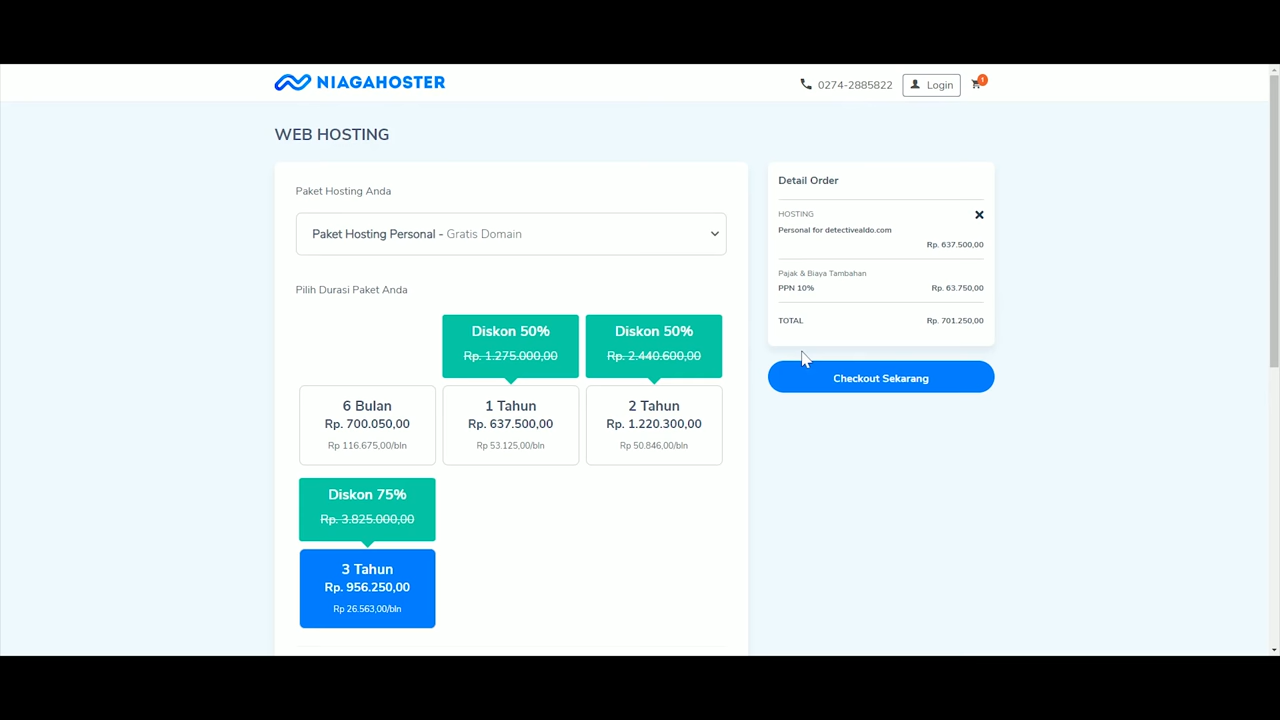 NIAGAHOSTER
0274-2885822
Login
1
WEB HOSTING
Paket Hosting Anda
Paket Hosting Personal - Gratis Domain
Pilih Durasi Paket Anda
Diskon 50%
Rp. 1.275.000,00
Diskon 50%
Rp. 2.440.600,00
6 Bulan
Rp. 700.050,00
Rp 116.675,00/bln
1 Tahun
Rp. 637.500,00
Rp 53.125,00/bln
2 Tahun
Rp. 1.220.300,00
Rp 50.846,00/bln
Diskon 75%
Rp. 3.825.000,00
3 Tahun
Rp. 956.250,00
Rp 26.563,00/bln
Detail Order
HOSTING
Personal for detectivealdo.com
Rp. 637.500,00
Pajak & Biaya Tambahan
PPN 10% Rp. 63.750,00
TOTAL Rp. 701.250,00
Checkout Sekarang